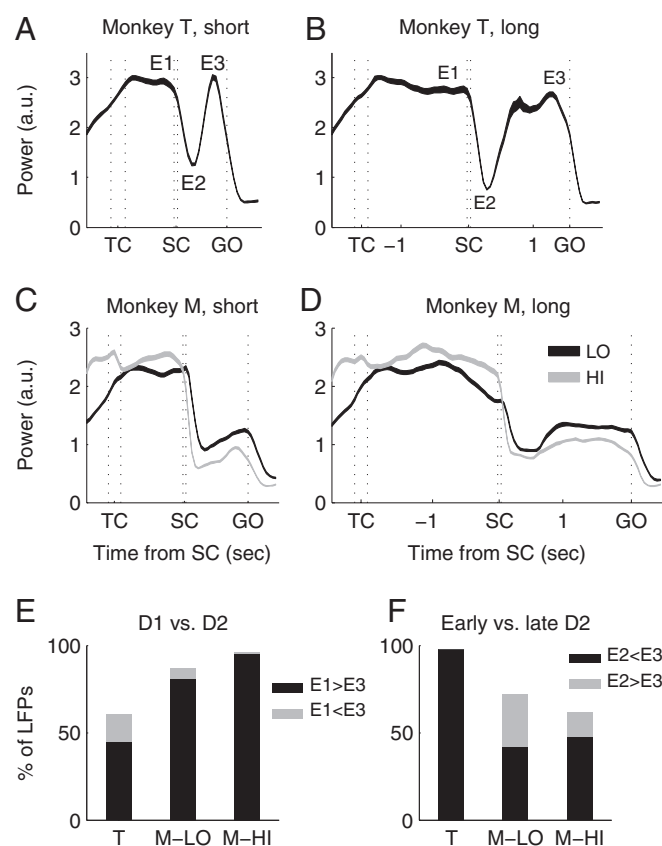 A Monkey T, short
B Monkey T, long
Power (a.u.)
3
2
1
0
E1 E3
E2
TC SC GO
3
2
1
0
E1 E3
E2
TC −1 SC 1 GO
C Monkey M, short
D Monkey M, long
Power (a.u.)
3
2
1
0
TC SC GO
Time from SC (sec)
3
2
1
0
LO
HI
TC −1 SC 1 GO
Time from SC (sec)
E D1 vs. D2
F Early vs. late D2
% of LFPs
100
50
0
E1>E3
E1<E3
T M−LO M−HI
100
50
0
E2<E3
E2>E3
T M−LO M−HI